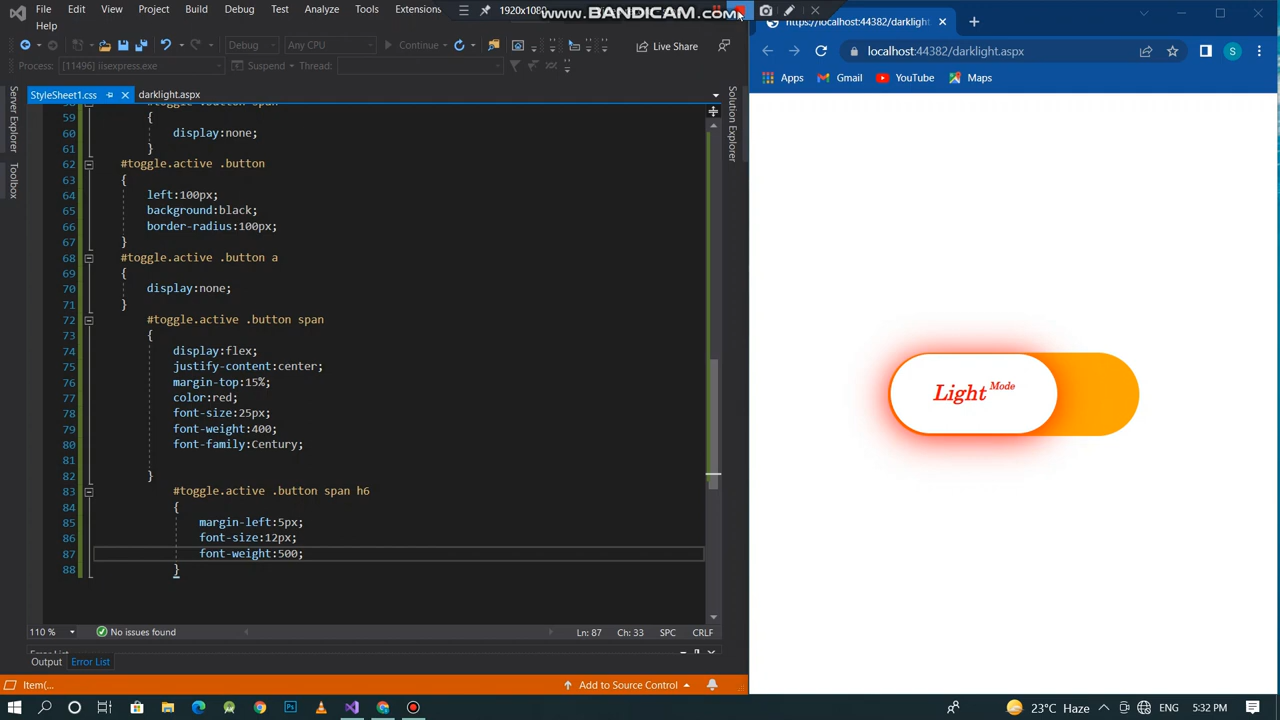 File Edit View Project Build Debug Test Analyze Tools Extensions
1920x1080
www.BANDICAM.com
Help
Debug Any CPU Continue Live Share
Process: [11496] iisexpress.exe Suspend Thread:
StyleSheet1.css darklight.aspx
Server Explorer
Toolbox
Solution Explorer
59 {
60 display:none;
61 }
62 #toggle.active .button
63 {
64 left:100px;
65 background:black;
66 border-radius:100px;
67 }
68 #toggle.active .button a
69 {
70 display:none;
71 }
72 #toggle.active .button span
73 {
74 display:flex;
75 justify-content:center;
76 margin-top:15%;
77 color:red;
78 font-size:25px;
79 font-weight:400;
80 font-family:Century;
81
82 }
83 #toggle.active .button span h6
84 {
85 margin-left:5px;
86 font-size:12px;
87 font-weight:500;
88 }
110 % No issues found Ln: 87 Ch: 33 SPC CRLF
Output Error List
Item(... Add to Source Control
https://localhost:44382/darklight.
localhost:44382/darklight.aspx
S
Apps Gmail YouTube Maps
Light Mode
23°C Haze ENG 5:32 PM